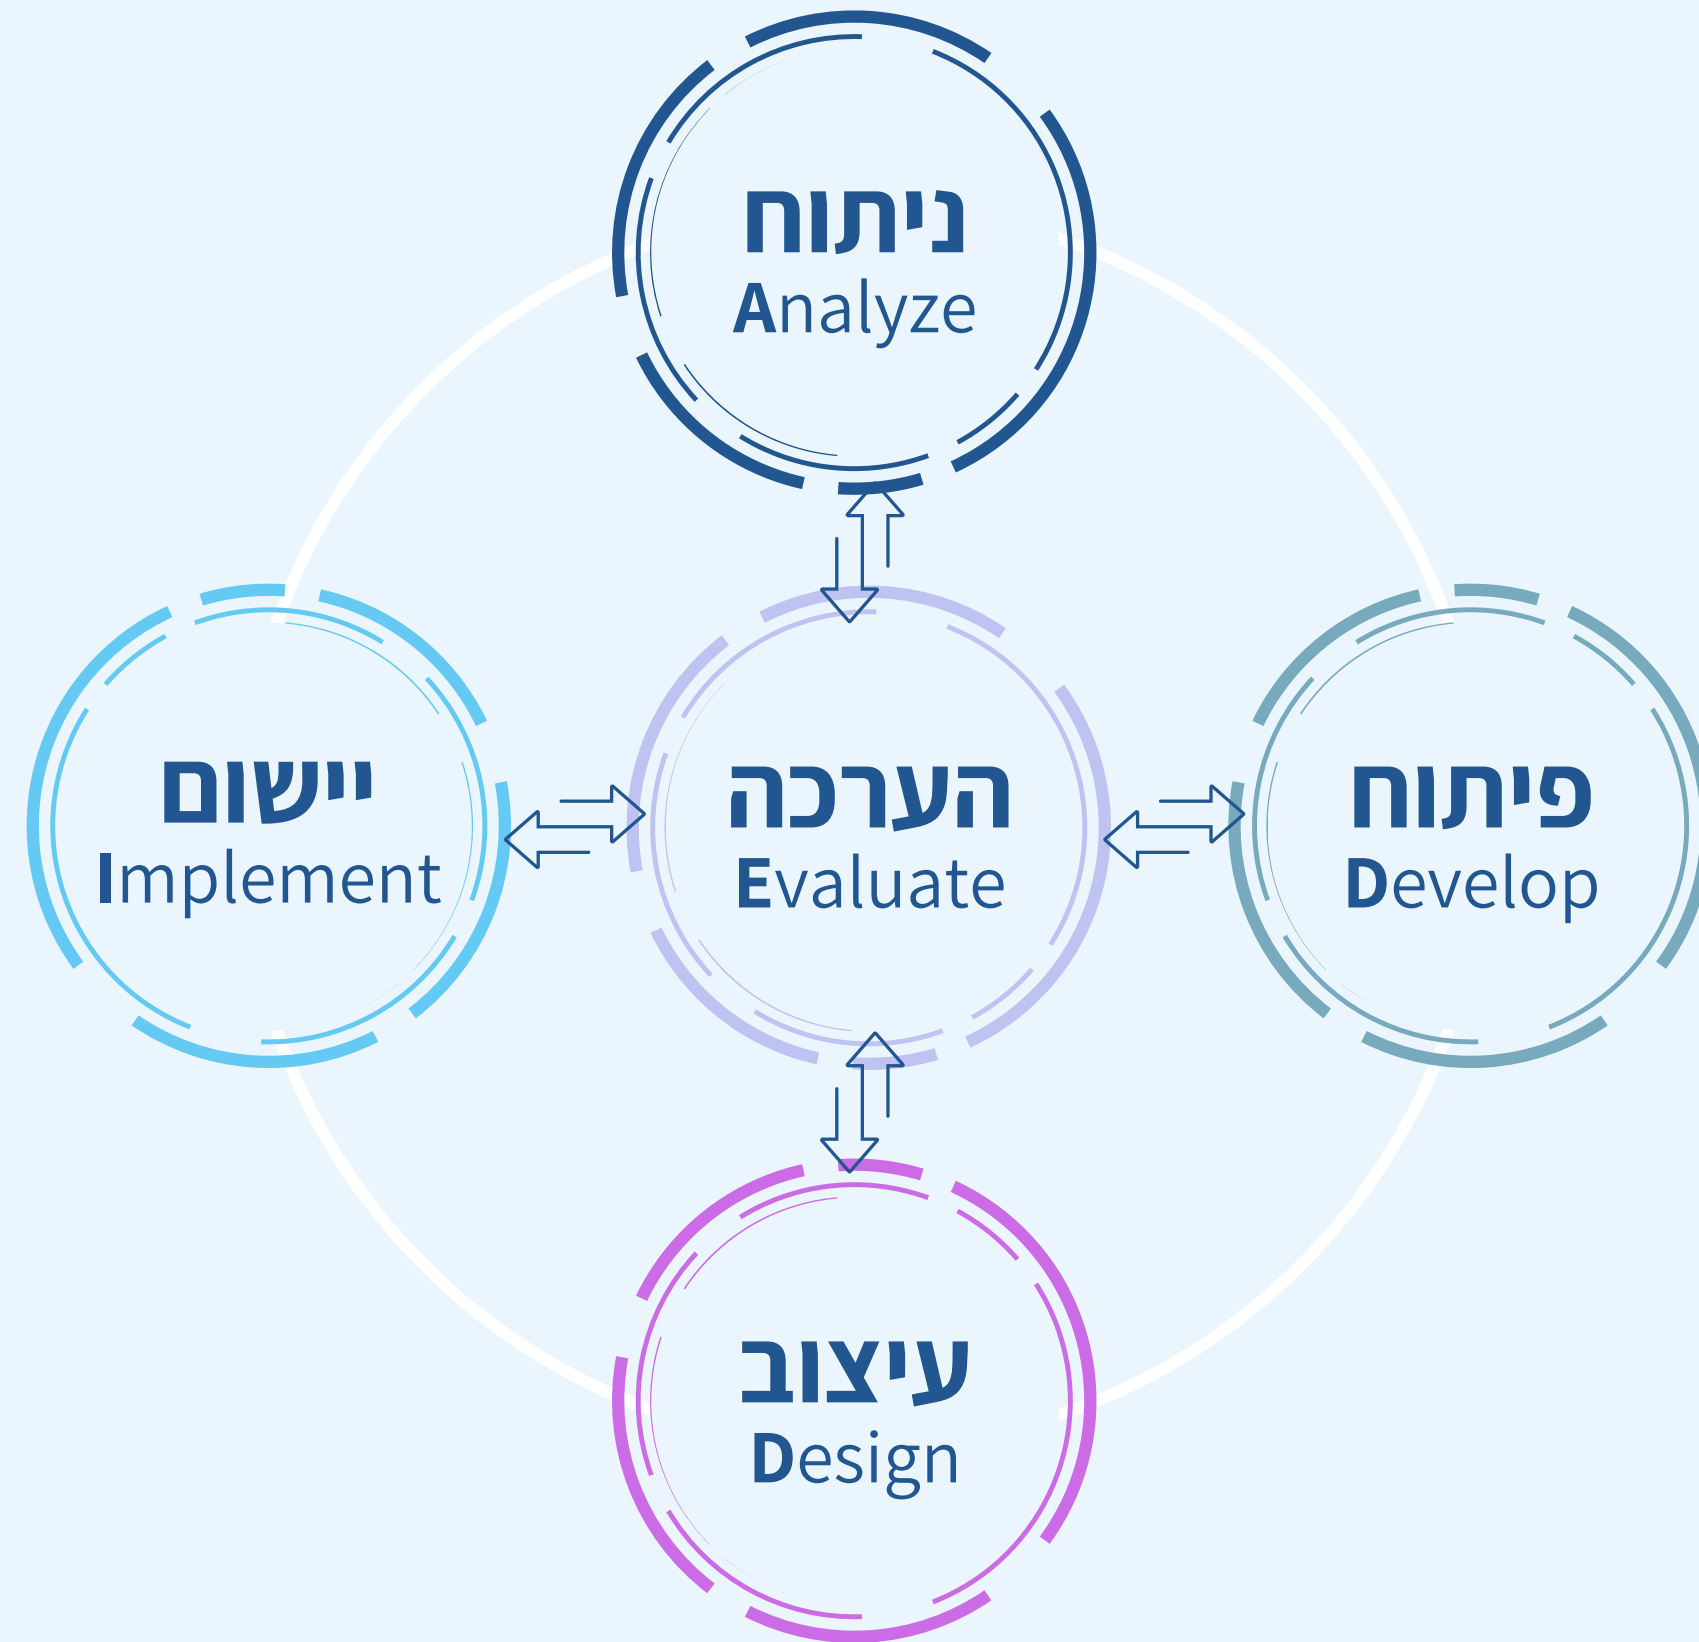 ניתוח
Analyze
יישום
Implement
הערכה
Evaluate
פיתוח
Develop
עיצוב
Design